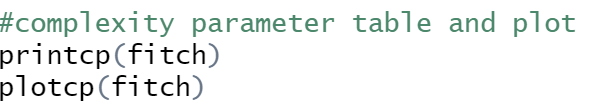 #complexity parameter table and plot
printcp(fitch)
plotcp(fitch)